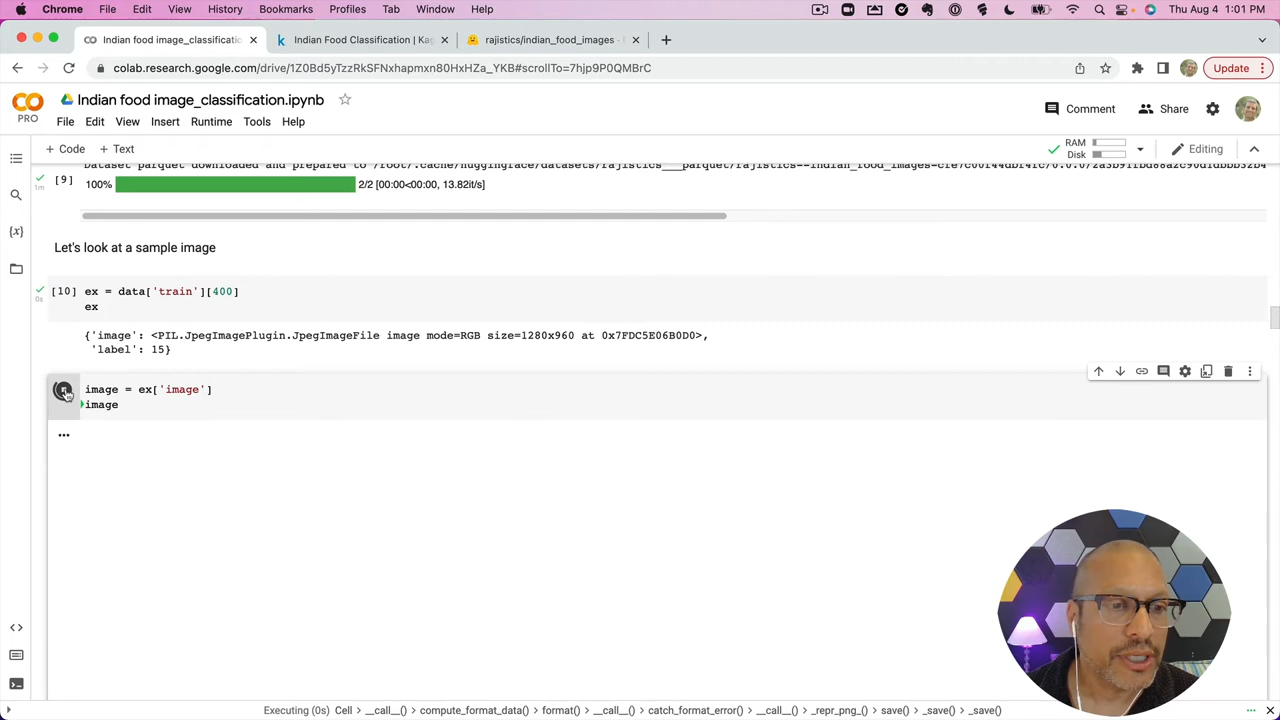 Chrome File Edit View History Bookmarks Profiles Tab Window Help Thu Aug 4 1:01 PM
Indian food image_classificatio
Indian Food Classification | Ka
rajistics/indian_food_images -
colab.research.google.com/drive/1Z0Bd5yTzzRkSFNxhapmxn80HxHZa_YKB#scrollTo=7hjp9P0QMBrC
Update
Indian food image_classification.ipynb
PRO
File Edit View Insert Runtime Tools Help
Comment
Share
+ Code + Text
RAM
Disk
Editing
[9]
1m
100% 2/2 [00:00<00:00, 13.82it/s]
Let's look at a sample image
[10] ex = data['train'][400]
0s
ex
{'image': <PIL.JpegImagePlugin.JpegImageFile image mode=RGB size=1280x960 at 0x7FDC5E06B0D0>,
'label': 15}
image = ex['image']
image
...
Executing (0s) Cell > __call__() > compute_format_data() > format() > __call__() > catch_format_error() > __call__() > _repr_png_() > save() > _save() > _save()